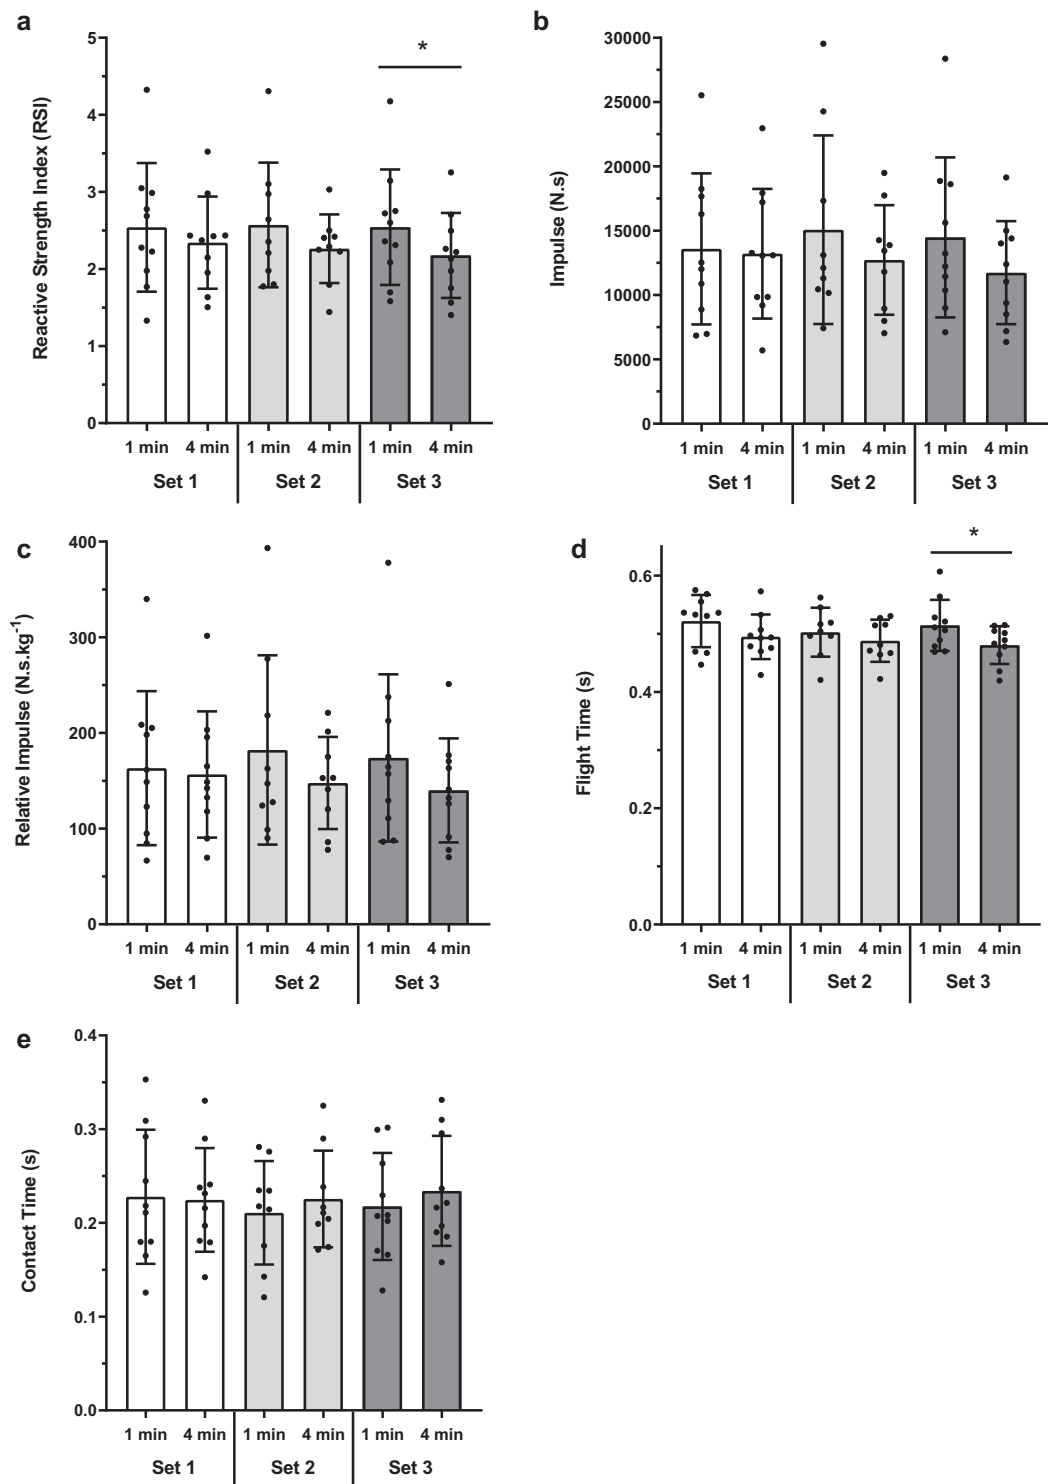 a
Reactive Strength Index (RSI)
5
4
3
2
1
0
*
1 min 4 min 1 min 4 min 1 min 4 min
Set 1 Set 2 Set 3
b
Impulse (N.s)
30000
25000
20000
15000
10000
5000
0
1 min 4 min 1 min 4 min 1 min 4 min
Set 1 Set 2 Set 3
c
Relative Impulse (N.s.kg⁻¹)
400
300
200
100
0
1 min 4 min 1 min 4 min 1 min 4 min
Set 1 Set 2 Set 3
d
Flight Time (s)
0.6
0.4
0.2
0.0
*
1 min 4 min 1 min 4 min 1 min 4 min
Set 1 Set 2 Set 3
e
Contact Time (s)
0.4
0.3
0.2
0.1
0.0
1 min 4 min 1 min 4 min 1 min 4 min
Set 1 Set 2 Set 3